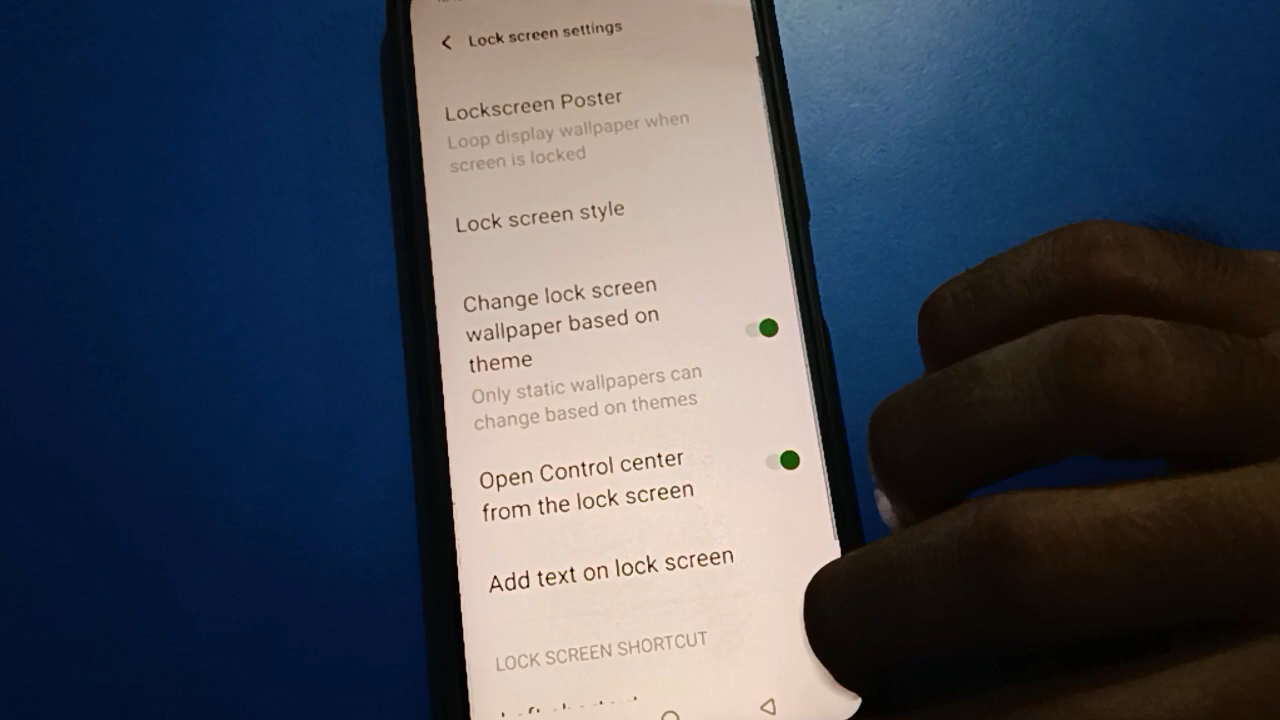 Lock screen settings
Lockscreen Poster
Loop display wallpaper when
screen is locked
Lock screen style
Change lock screen
wallpaper based on
theme
Only static wallpapers can
change based on themes
Open Control center
from the lock screen
Add text on lock screen
LOCK SCREEN SHORTCUT